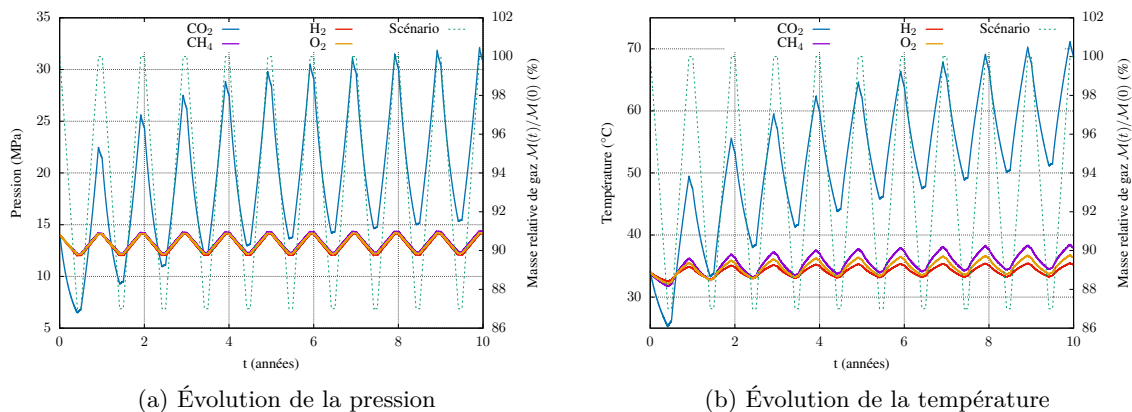 35
30
25
20
15
10
5
Pression (MPa)
CO2
CH4
H2
O2
Scénario
102
100
98
96
94
92
90
88
86
Masse relative de gaz M(t)/M(0) (%)
0
2
4
6
8
10
t (années)
(a) Évolution de la pression
70
60
50
40
30
Température (°C)
CO2
CH4
H2
O2
Scénario
102
100
98
96
94
92
90
88
86
Masse relative de gaz M(t)/M(0) (%)
0
2
4
6
8
10
t (années)
(b) Évolution de la température